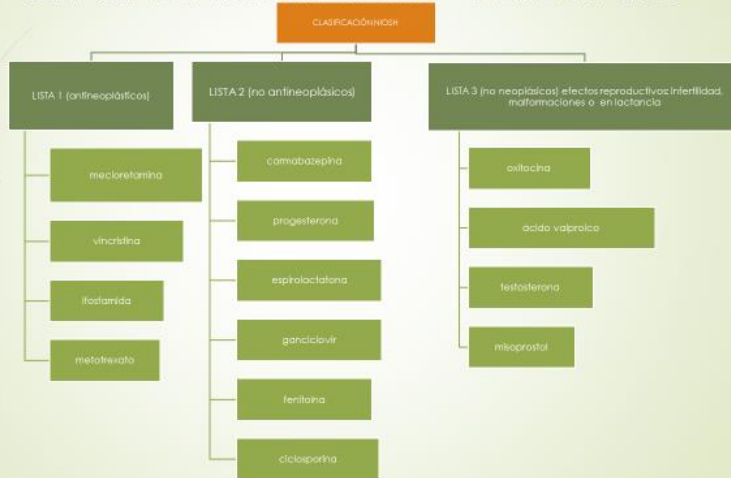 CLASIFICACIÓN NIOSH
LISTA 1 (antineoplásticos)
mecloretamina
vincristina
ifostamida
metotrexato
LISTA 2 (no antineoplásicos)
carmabazepina
progesterona
espirolactatona
ganciclovir
fenitoina
ciclosporina
LISTA 3 (no neoplásicos) efectos reproductivos: infertilidad,
malformaciones o en lactancia
oxitocina
ácido valproico
testosterona
misoprostol